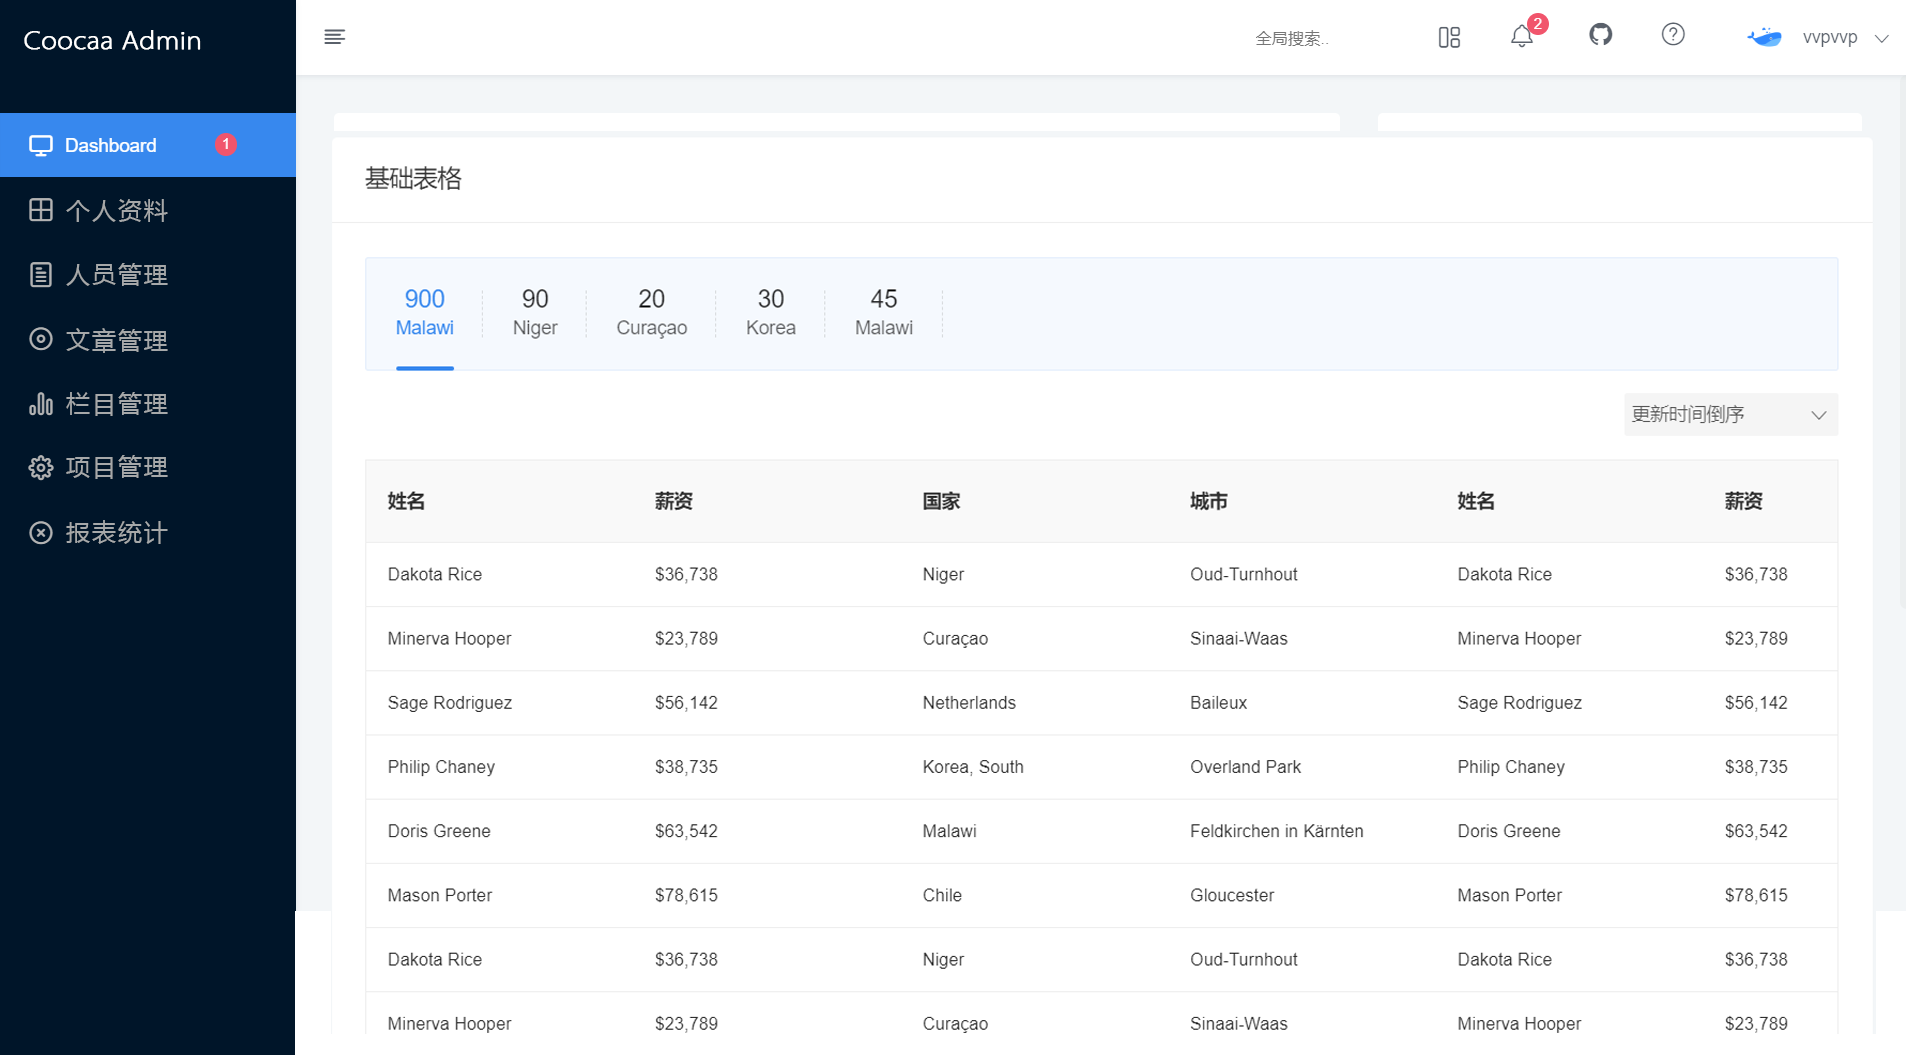 Coocaa Admin
全局搜索..
2
vvpvvp
Dashboard
1
个人资料
人员管理
文章管理
栏目管理
项目管理
报表统计
基础表格
900 90 20 30 45
Malawi Niger Curaçao Korea Malawi
更新时间倒序
姓名 薪资 国家 城市 姓名 薪资
Dakota Rice $36,738 Niger Oud-Turnhout Dakota Rice $36,738
Minerva Hooper $23,789 Curaçao Sinaai-Waas Minerva Hooper $23,789
Sage Rodriguez $56,142 Netherlands Baileux Sage Rodriguez $56,142
Philip Chaney $38,735 Korea, South Overland Park Philip Chaney $38,735
Doris Greene $63,542 Malawi Feldkirchen in Kärnten Doris Greene $63,542
Mason Porter $78,615 Chile Gloucester Mason Porter $78,615
Dakota Rice $36,738 Niger Oud-Turnhout Dakota Rice $36,738
Minerva Hooper $23,789 Curaçao Sinaai-Waas Minerva Hooper $23,789